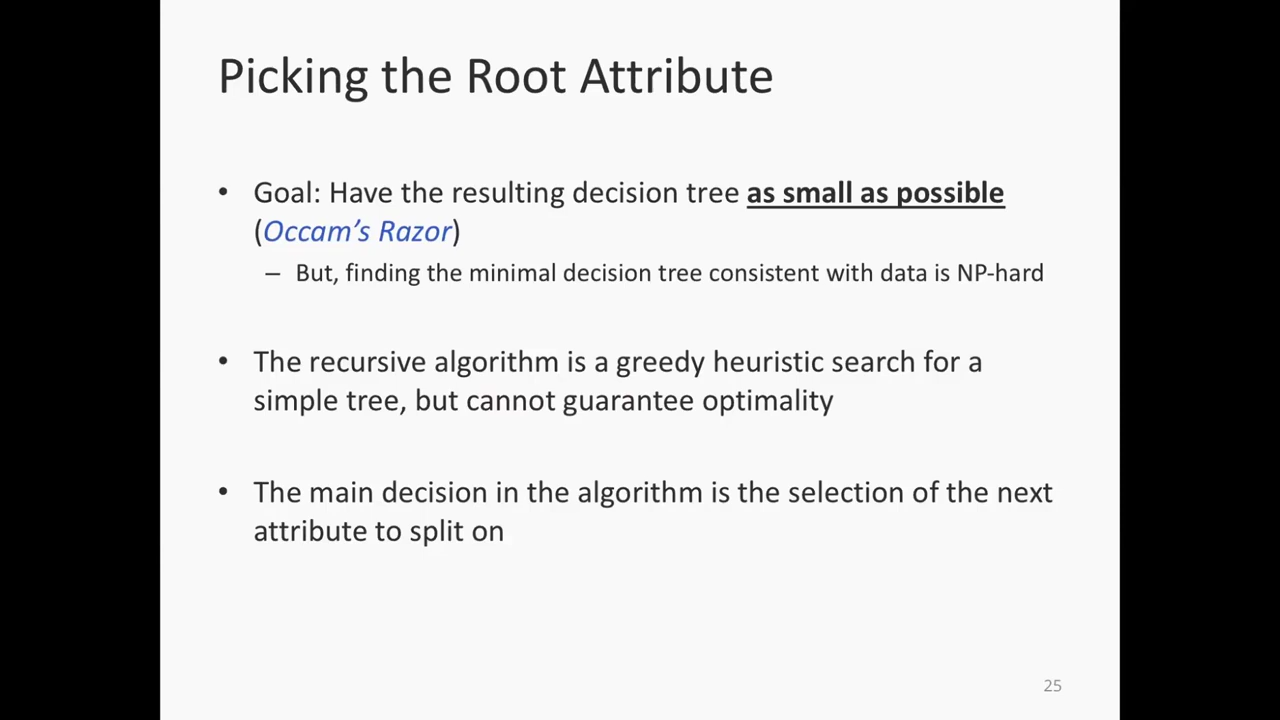 Picking the Root Attribute
• Goal: Have the resulting decision tree as small as possible
(Occam’s Razor)
– But, finding the minimal decision tree consistent with data is NP-hard
• The recursive algorithm is a greedy heuristic search for a
simple tree, but cannot guarantee optimality
• The main decision in the algorithm is the selection of the next
attribute to split on
25